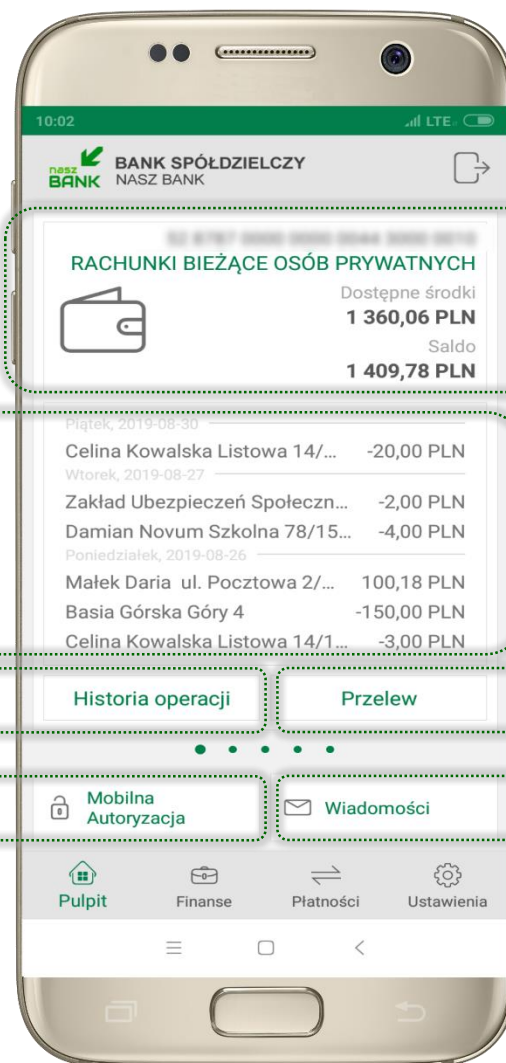 10:02 LTE
nasz BANK
BANK SPÓŁDZIELCZY
NASZ BANK
RACHUNKI BIEŻĄCE OSÓB PRYWATNYCH
Dostępne środki
1 360,06 PLN
Saldo
1 409,78 PLN
Piątek, 2019-08-30
Celina Kowalska Listowa 14/... -20,00 PLN
Wtorek, 2019-08-27
Zakład Ubezpieczeń Społeczn... -2,00 PLN
Damian Novum Szkolna 78/15... -4,00 PLN
Poniedziałek, 2019-08-26
Małek Daria ul. Pocztowa 2/... 100,18 PLN
Basia Górska Góry 4 -150,00 PLN
Celina Kowalska Listowa 14/1... -3,00 PLN
Historia operacji Przelew
Mobilna
Autoryzacja
Wiadomości
Pulpit Finanse Płatności Ustawienia